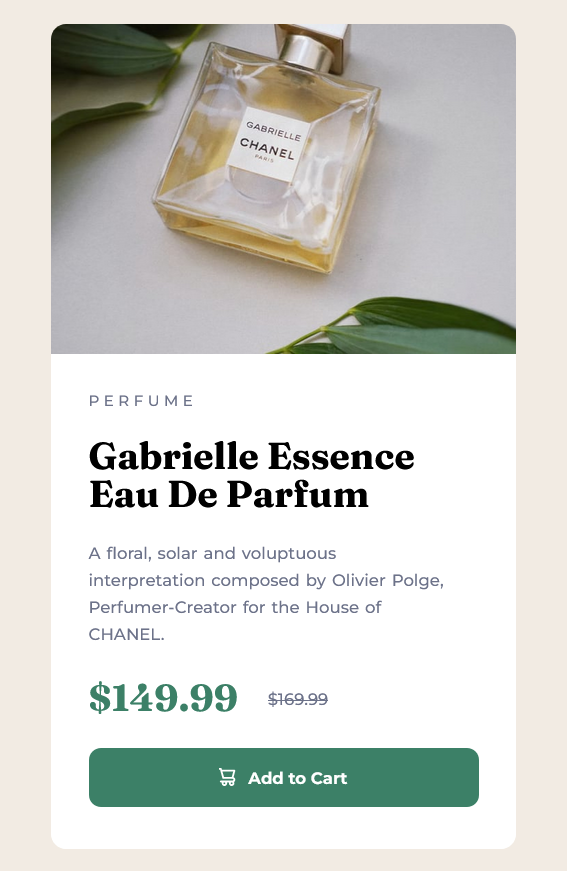 GABRIELLE
CHANEL
PARIS
PERFUME
Gabrielle Essence
Eau De Parfum
A floral, solar and voluptuous
interpretation composed by Olivier Polge,
Perfumer-Creator for the House of
CHANEL.
$149.99 $169.99
Add to Cart